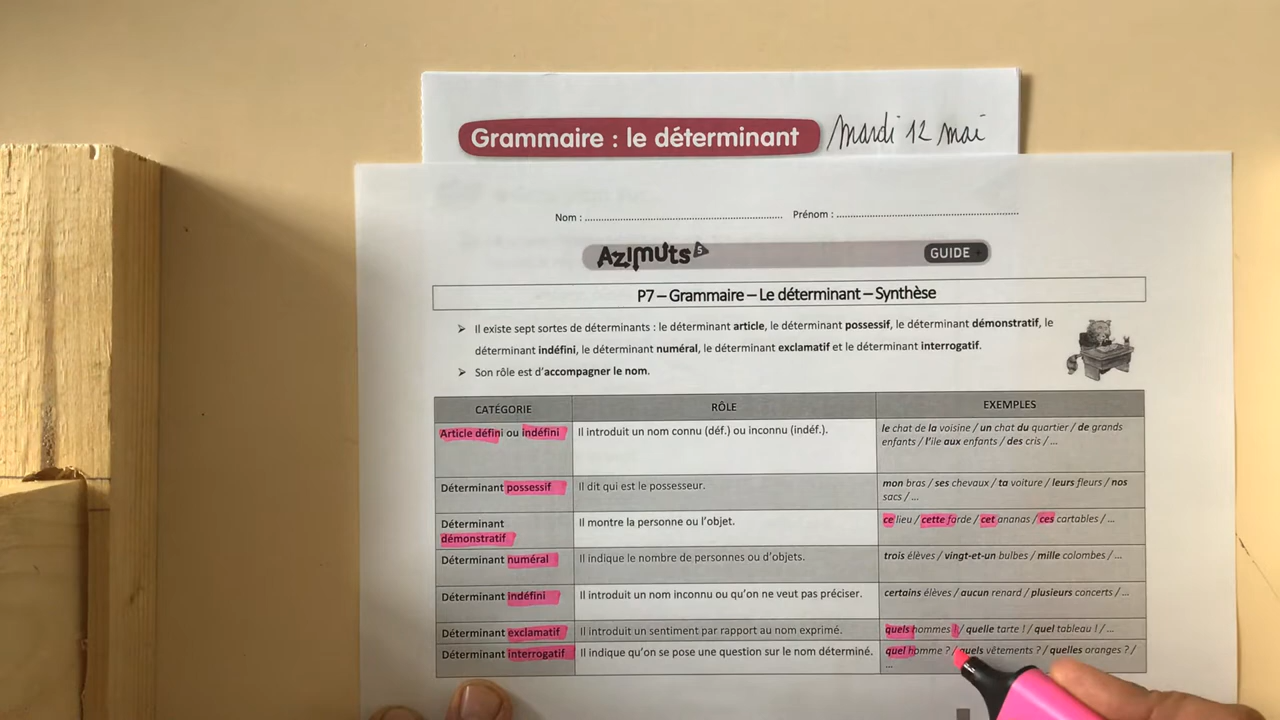 Grammaire : le déterminant mardi 12 mai
Nom : ........................ Prénom : ........................
Azimuts 5 GUIDE
P7 – Grammaire – Le déterminant – Synthèse
➢ Il existe sept sortes de déterminants : le déterminant article, le déterminant possessif, le déterminant démonstratif, le
déterminant indéfini, le déterminant numéral, le déterminant exclamatif et le déterminant interrogatif.
➢ Son rôle est d'accompagner le nom.
CATÉGORIE RÔLE EXEMPLES
Article défini ou indéfini Il introduit un nom connu (déf.) ou inconnu (indéf.). le chat de la voisine / un chat du quartier / de grands
enfants / l'île aux enfants / des cris / ...
Déterminant possessif Il dit qui est le possesseur. mon bras / ses chevaux / ta voiture / leurs fleurs / nos
sacs / ...
Déterminant
démonstratif Il montre la personne ou l'objet. ce lieu / cette farde / cet ananas / ces cartables / ...
Déterminant numéral Il indique le nombre de personnes ou d'objets. trois élèves / vingt-et-un bulbes / mille colombes / ...
Déterminant indéfini Il introduit un nom inconnu ou qu'on ne veut pas préciser. certains élèves / aucun renard / plusieurs concerts / ...
Déterminant exclamatif Il introduit un sentiment par rapport au nom exprimé. quels hommes ! / quelle tarte ! / quel tableau ! / ...
Déterminant interrogatif Il indique qu'on se pose une question sur le nom déterminé. quel homme ? / quels vêtements ? / quelles oranges ? /
...